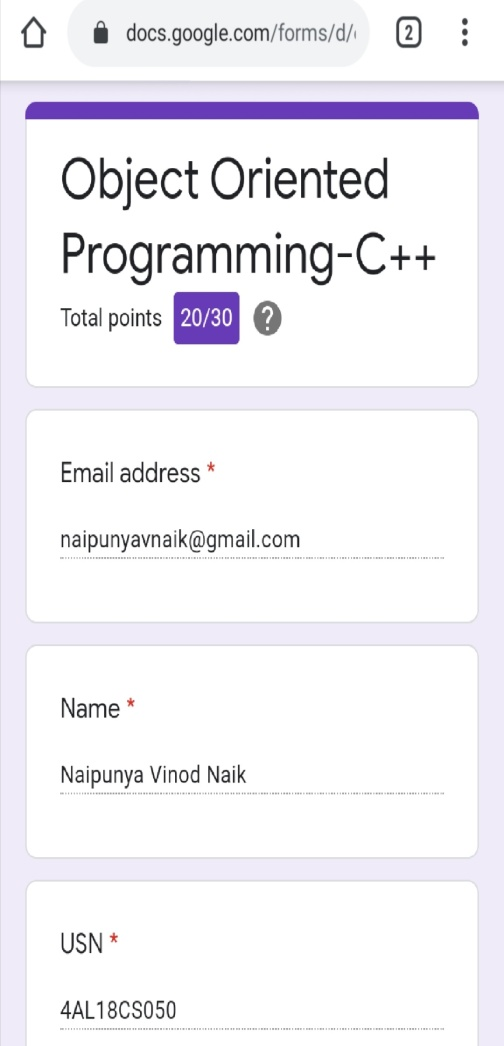 docs.google.com/forms/d/
2
Object Oriented
Programming-C++
Total points 20/30 ?
Email address *
naipunyavnaik@gmail.com
Name *
Naipunya Vinod Naik
USN *
4AL18CS050